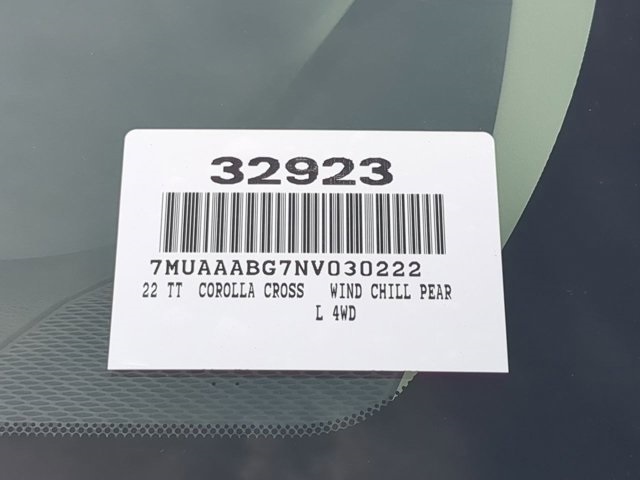 32923
7MUAAABG7NV030222
22 TT COROLLA CROSS WIND CHILL PEAR
L 4WD